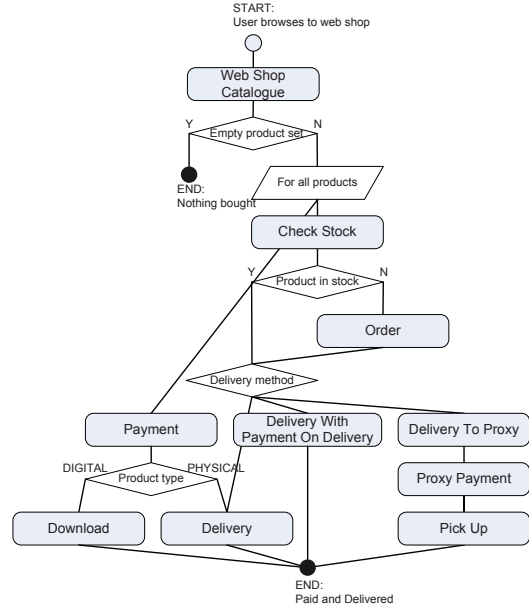 START:
User browses to web shop
Web Shop
Catalogue
Y
Empty product set
N
For all products
END:
Nothing bought
Check Stock
Y
Product in stock
N
Order
Delivery method
Payment
Delivery With
Payment On Delivery
Delivery To Proxy
DIGITAL
Product type
PHYSICAL
Proxy Payment
Download
Delivery
Pick Up
END:
Paid and Delivered